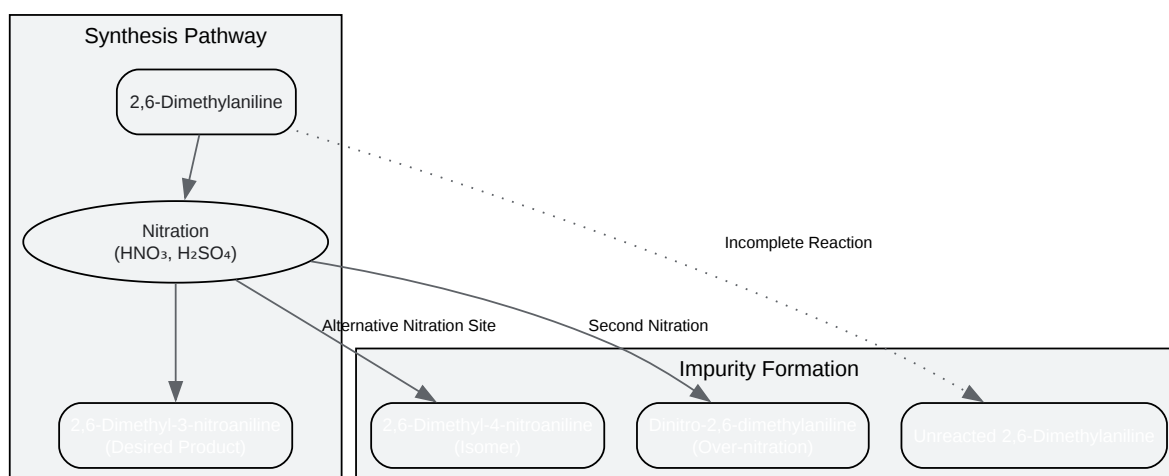 Synthesis Pathway
2,6-Dimethylaniline
Nitration
(HNO₃, H₂SO₄)
Incomplete Reaction
Alternative Nitration Site
Second Nitration
Impurity Formation
2,6-Dimethyl-3-nitroaniline
(Desired Product)
2,6-Dimethyl-4-nitroaniline
(Isomer)
Dinitro-2,6-dimethylaniline
(Over-nitration)
Unreacted 2,6-Dimethylaniline